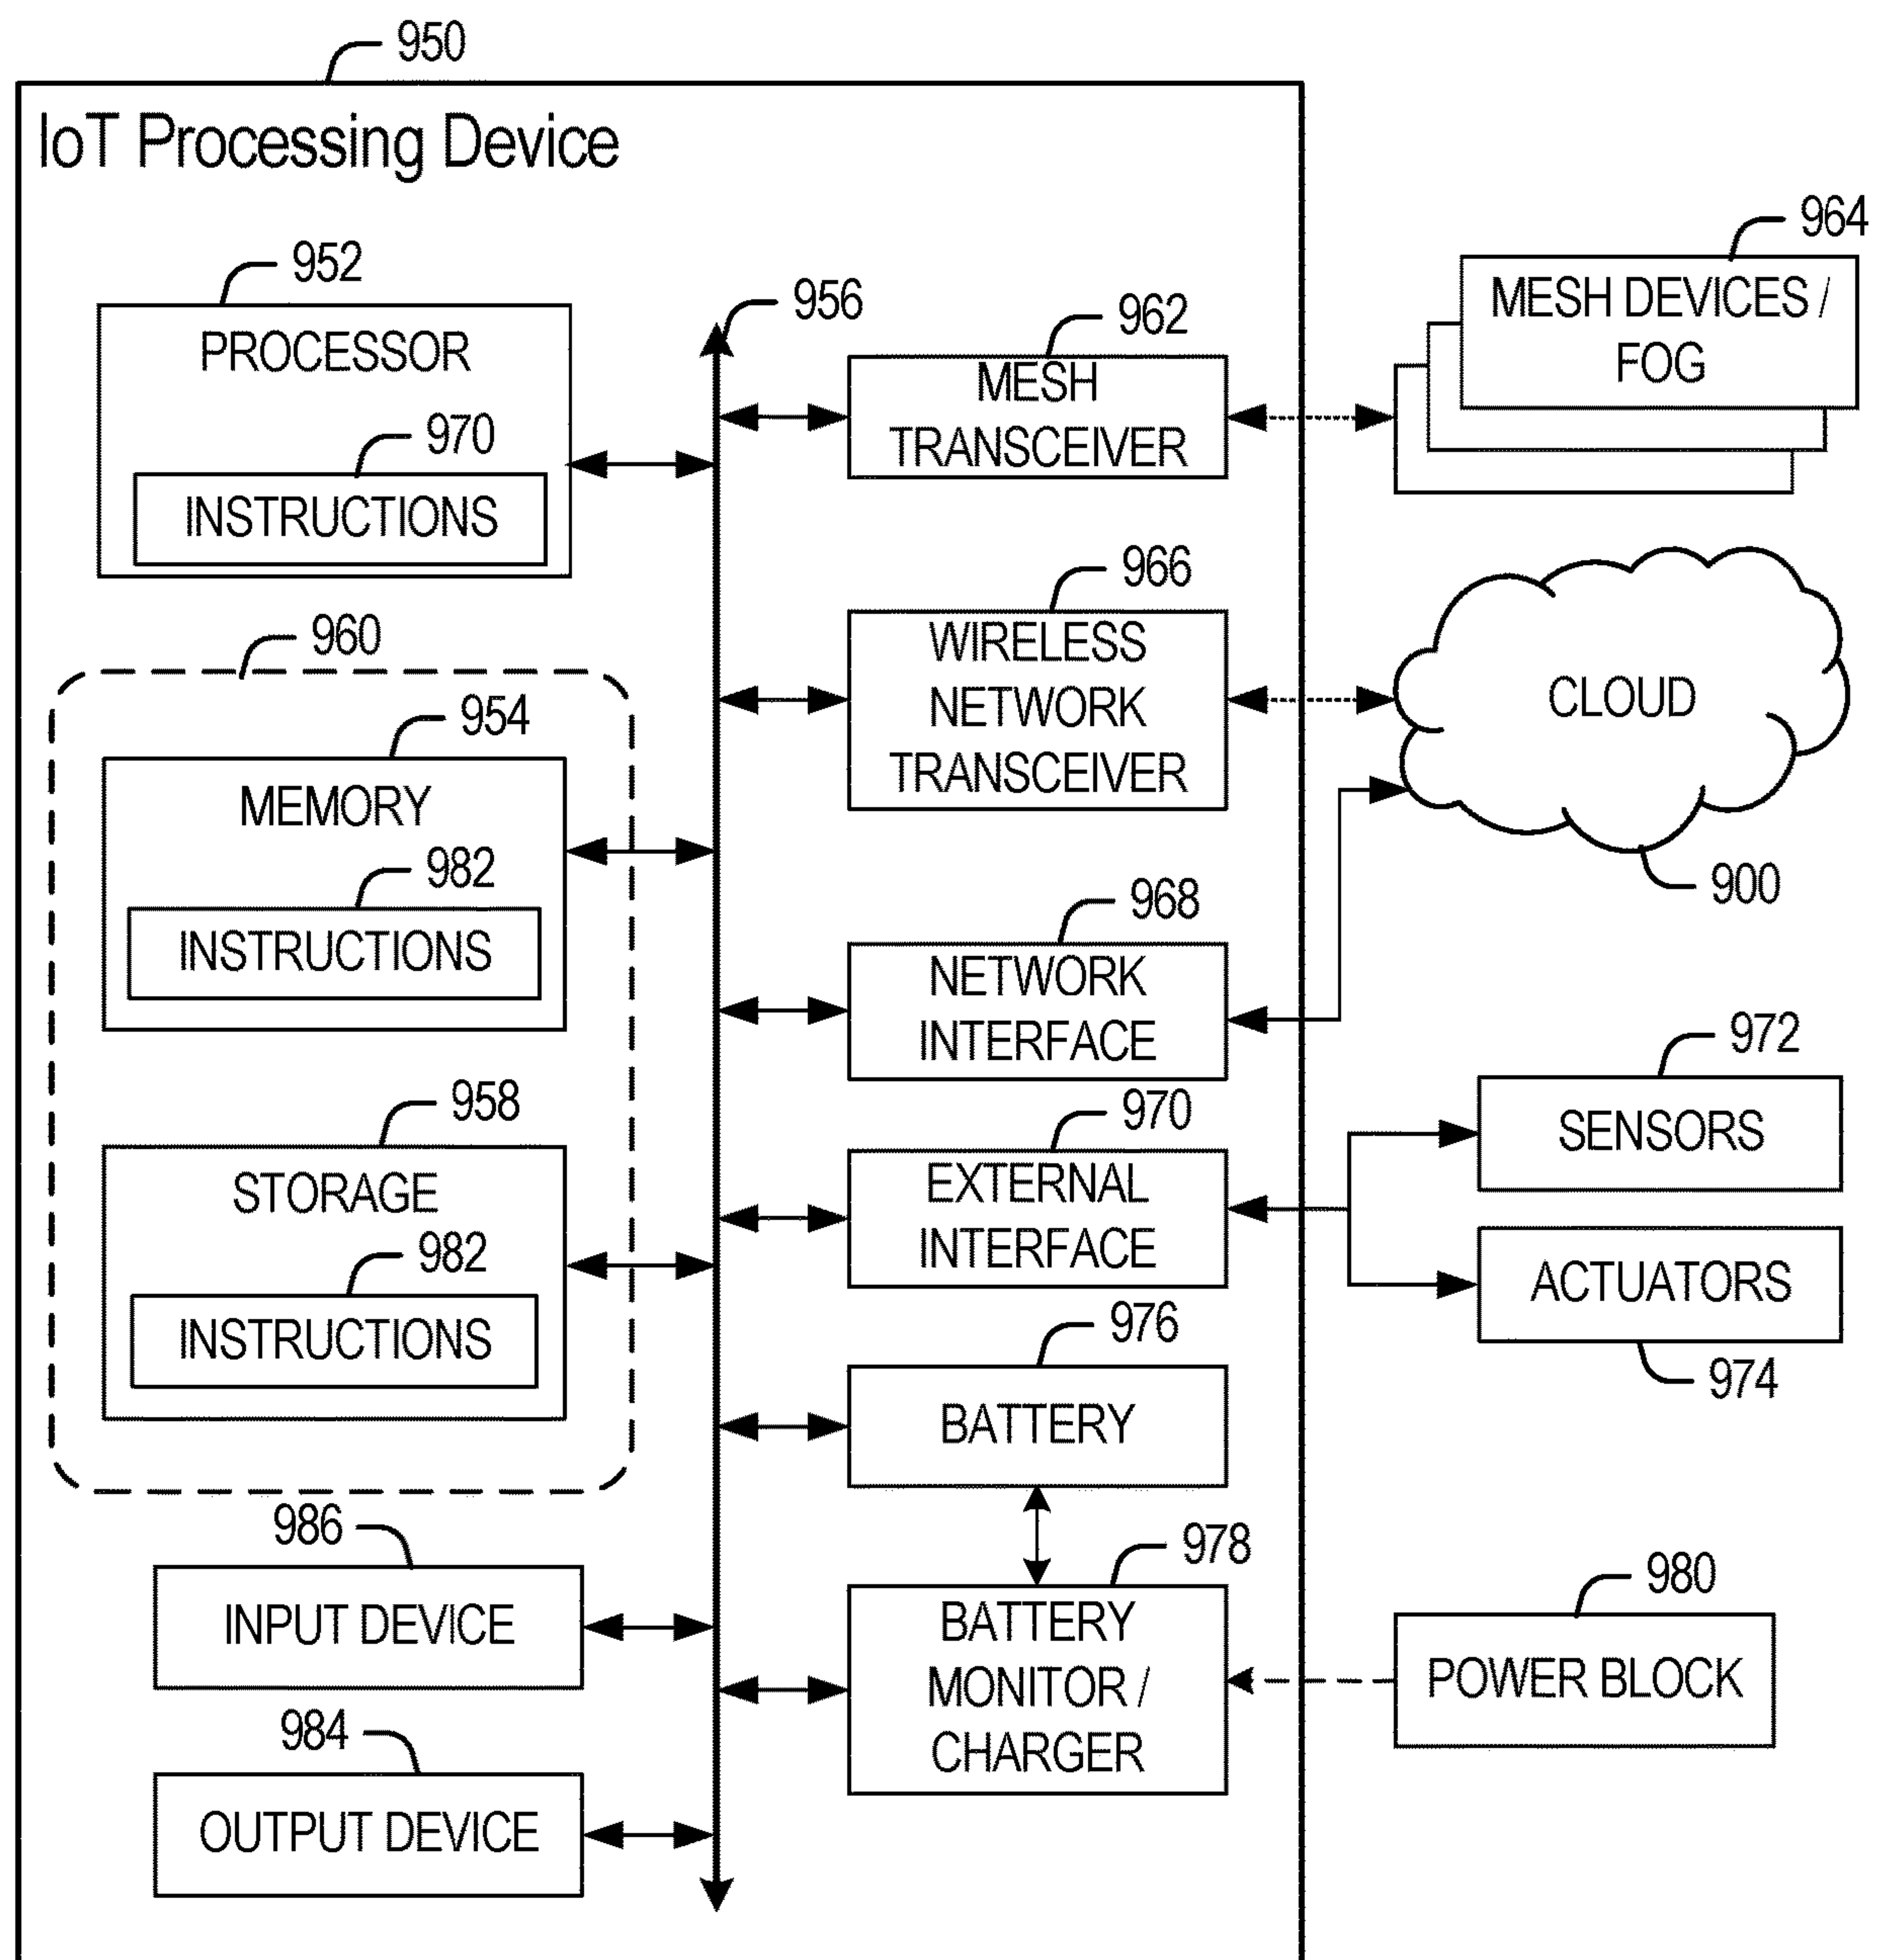 950
IoT Processing Device
952
PROCESSOR
970
INSTRUCTIONS
960
954
MEMORY
982
INSTRUCTIONS
958
STORAGE
982
INSTRUCTIONS
986
INPUT DEVICE
984
OUTPUT DEVICE
956
962
MESH
TRANSCEIVER
966
WIRELESS
NETWORK
TRANSCEIVER
968
NETWORK
INTERFACE
970
EXTERNAL
INTERFACE
976
BATTERY
978
BATTERY
MONITOR /
CHARGER
964
MESH DEVICES /
FOG
CLOUD
900
972
SENSORS
ACTUATORS
974
980
POWER BLOCK